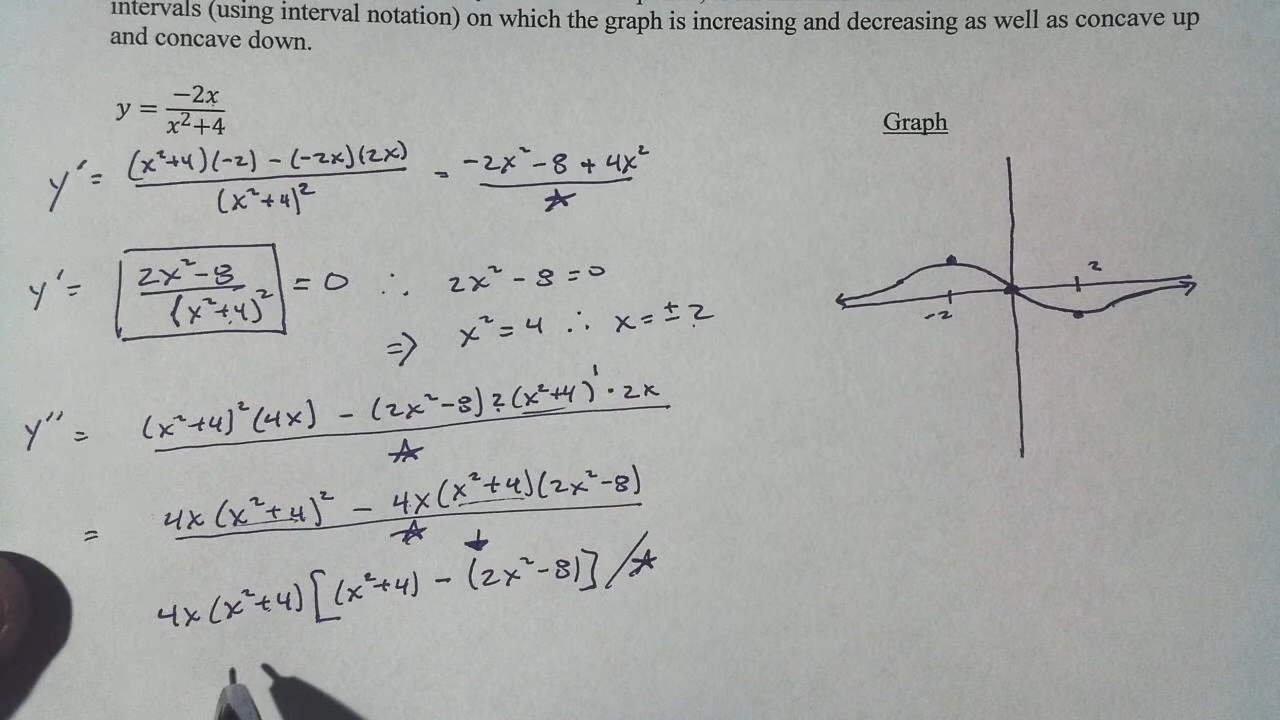 intervals (using interval notation) on which the graph is increasing and decreasing as well as concave up
and concave down.
y = -2x / x²+4
Graph
y' = (x²+4)(-2) - (-2x)(2x) / (x²+4)² = -2x² - 8 + 4x² / ☆
y' = 2x²-8 / (x²+4)² = 0 ∴ 2x² - 8 = 0
=> x² = 4 ∴ x = ±2
2
-2
y'' = (x²+4)²(4x) - (2x²-8)2(x²+4)¹·2x / ☆
= 4x(x²+4)² - 4x(x²+4)(2x²-8) / ☆
4x(x²+4)[(x²+4) - (2x²-8)] / ☆